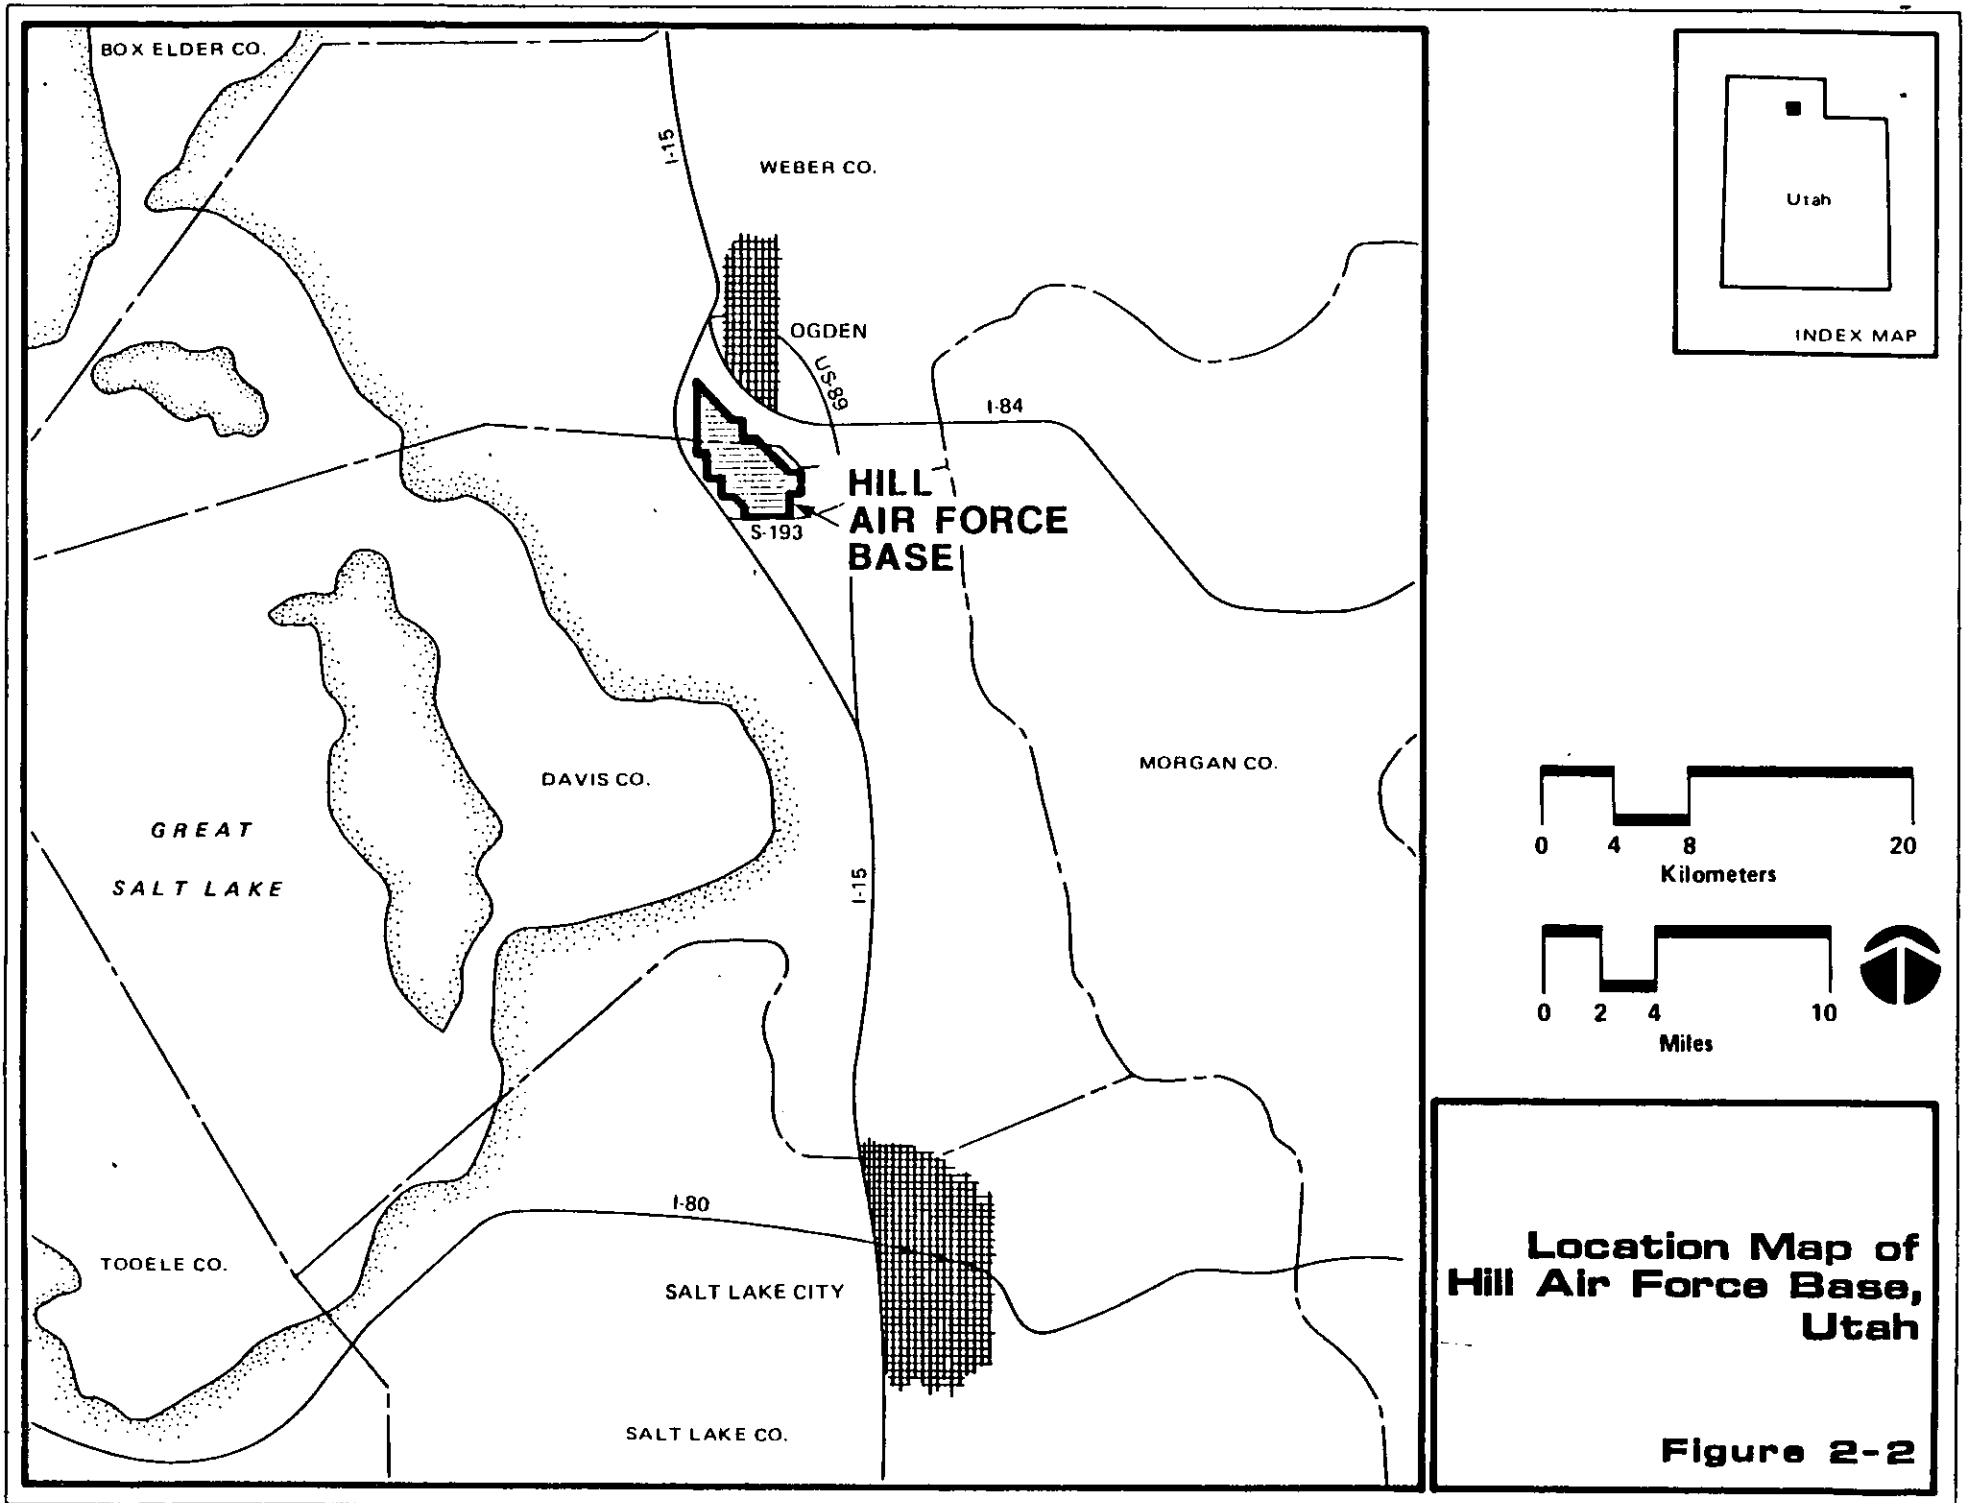 BOX ELDER CO.
I-15
WEBER CO.
OGDEN
US-89
I-84
HILL
AIR FORCE
BASE
S-193
DAVIS CO.
MORGAN CO.
GREAT
SALT LAKE
I-15
I-80
TOOELE CO.
SALT LAKE CITY
SALT LAKE CO.
Utah
INDEX MAP
0 4 8 20
Kilometers
0 2 4 10
Miles
Location Map of
Hill Air Force Base,
Utah
Figure 2-2